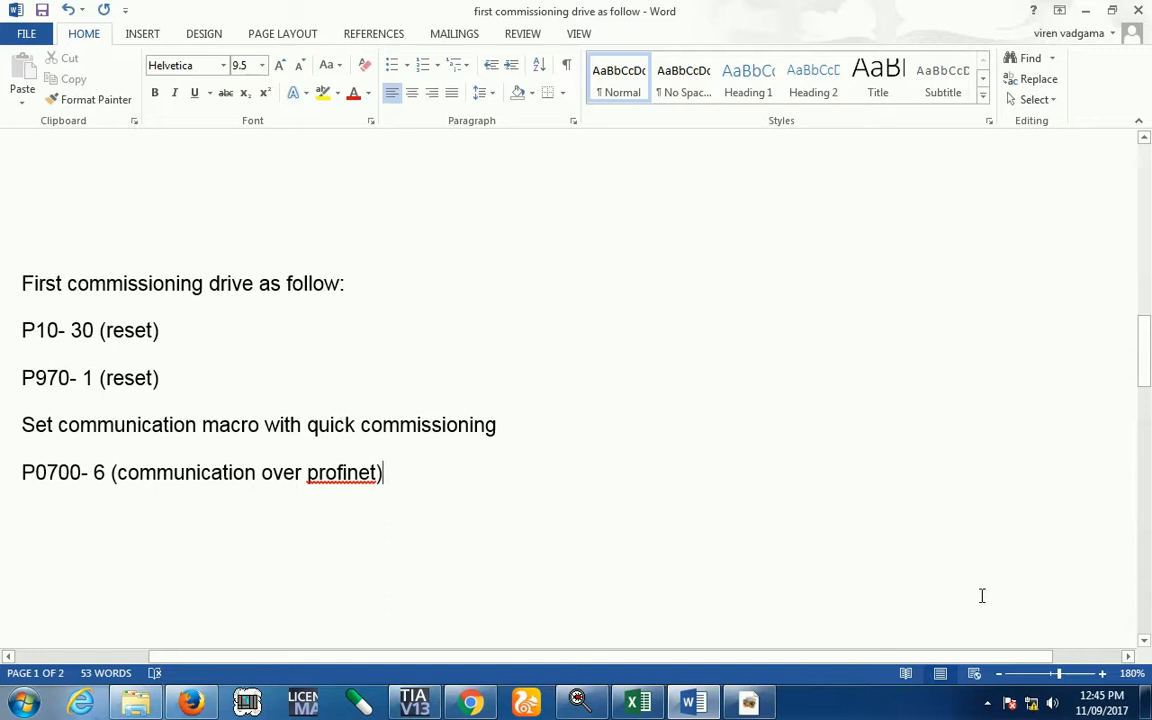 first commissioning drive as follow - Word
viren vadgama
FILE HOME INSERT DESIGN PAGE LAYOUT REFERENCES MAILINGS REVIEW VIEW
Paste
Cut
Copy
Format Painter
Clipboard
Helvetica 9.5
Font
Paragraph
AaBbCcDc AaBbCcDc AaBbCc AaBbCcD AaBl AaBbCcD
¶ Normal ¶ No Spac... Heading 1 Heading 2 Title Subtitle
Styles
Find
Replace
Select
Editing
First commissioning drive as follow:
P10- 30 (reset)
P970- 1 (reset)
Set communication macro with quick commissioning
P0700- 6 (communication over profinet)
PAGE 1 OF 2 53 WORDS
180%
TIA
V13
12:45 PM
11/09/2017